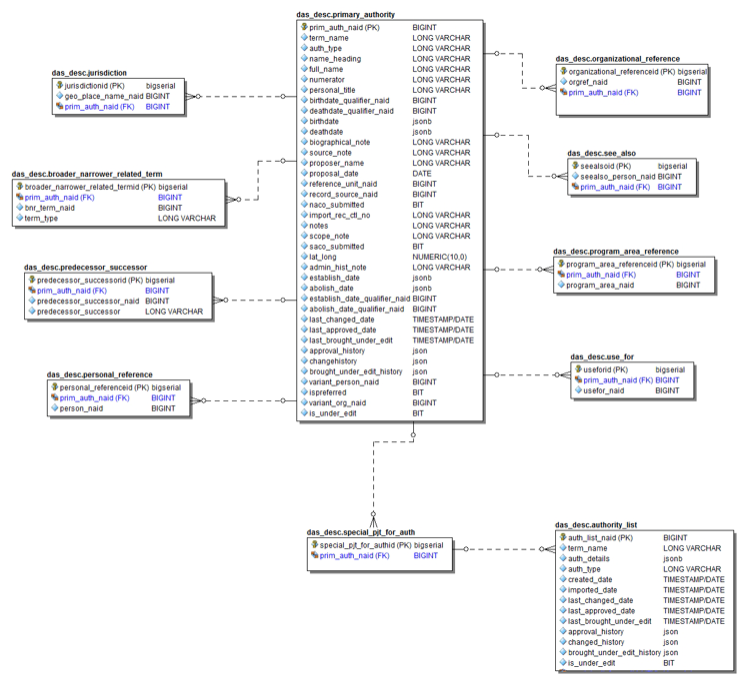 das_desc.primary_authority
prim_auth_naid (PK) BIGINT
term_name LONG VARCHAR
auth_type LONG VARCHAR
name_heading LONG VARCHAR
full_name LONG VARCHAR
numerator LONG VARCHAR
personal_title LONG VARCHAR
birthdate_qualifier_naid BIGINT
deathdate_qualifier_naid BIGINT
birthdate jsonb
deathdate jsonb
biographical_note LONG VARCHAR
source_note LONG VARCHAR
proposer_name LONG VARCHAR
proposal_date DATE
reference_unit_naid BIGINT
record_source_naid BIGINT
naco_submitted BIT
import_rec_ctl_no LONG VARCHAR
notes LONG VARCHAR
scope_note LONG VARCHAR
saco_submitted BIT
lat_long NUMERIC(10,0)
admin_hist_note LONG VARCHAR
establish_date jsonb
abolish_date jsonb
establish_date_qualifier_naid BIGINT
abolish_date_qualifier_naid BIGINT
last_changed_date TIMESTAMP/DATE
last_approved_date TIMESTAMP/DATE
last_brought_under_edit TIMESTAMP/DATE
approval_history json
changehistory json
brought_under_edit_history json
variant_person_naid BIGINT
ispreferred BIT
variant_org_naid BIGINT
is_under_edit BIT
das_desc.jurisdiction
jurisdictionid (PK) bigserial
geo_place_name_naid BIGINT
prim_auth_naid (FK) BIGINT
das_desc.broader_narrower_related_term
broader_narrower_related_termid (PK) bigserial
prim_auth_naid (FK) BIGINT
bnr_term_naid BIGINT
term_type LONG VARCHAR
das_desc.predecessor_successor
predecessor_successorid (PK) bigserial
prim_auth_naid (FK) BIGINT
predecessor_successor_naid BIGINT
predecessor_successor LONG VARCHAR
das_desc.personal_reference
personal_referenceid (PK) bigserial
prim_auth_naid (FK) BIGINT
person_naid BIGINT
das_desc.organizational_reference
organizational_referenceid (PK) bigserial
orgref_naid BIGINT
prim_auth_naid (FK) BIGINT
das_desc.see_also
seealsoid (PK) bigserial
seealso_person_naid BIGINT
prim_auth_naid (FK) BIGINT
das_desc.program_area_reference
program_area_referenceid (PK) bigserial
prim_auth_naid (FK) BIGINT
program_area_naid BIGINT
das_desc.use_for
useforid (PK) bigserial
prim_auth_naid (FK) BIGINT
usefor_naid BIGINT
das_desc.special_pjt_for_auth
special_pjt_for_authid (PK) bigserial
prim_auth_naid (FK) BIGINT
das_desc.authority_list
auth_list_naid (PK) BIGINT
term_name LONG VARCHAR
auth_details jsonb
auth_type LONG VARCHAR
created_date TIMESTAMP/DATE
imported_date TIMESTAMP/DATE
last_changed_date TIMESTAMP/DATE
last_approved_date TIMESTAMP/DATE
last_brought_under_edit TIMESTAMP/DATE
approval_history json
changed_history json
brought_under_edit_history json
is_under_edit BIT